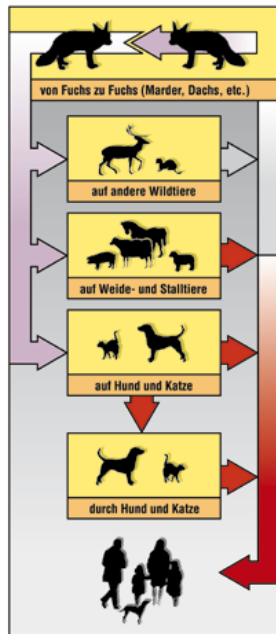 von Fuchs zu Fuchs (Marder, Dachs, etc.)
auf andere Wildtiere
auf Weide- und Stalltiere
auf Hund und Katze
durch Hund und Katze